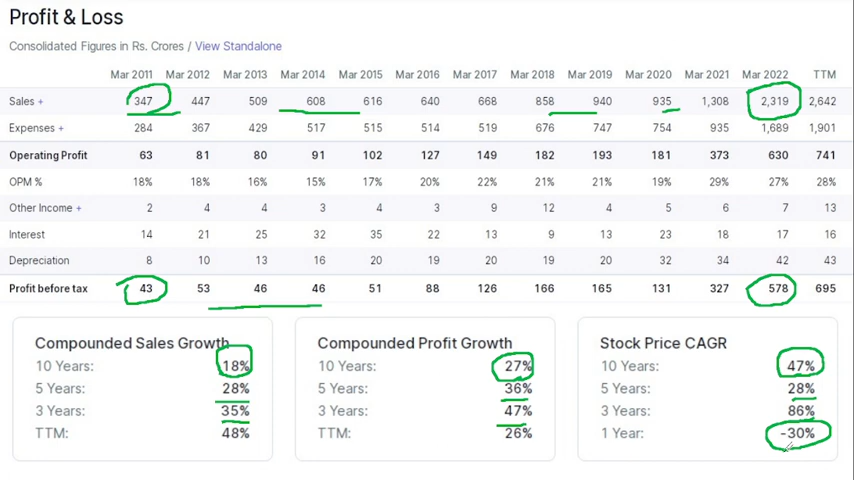 Profit & Loss
Consolidated Figures in Rs. Crores / View Standalone
Mar 2011 Mar 2012 Mar 2013 Mar 2014 Mar 2015 Mar 2016 Mar 2017 Mar 2018 Mar 2019 Mar 2020 Mar 2021 Mar 2022 TTM
Sales + 347 447 509 608 616 640 668 858 940 935 1,308 2,319 2,642
Expenses + 284 367 429 517 515 514 519 676 747 754 935 1,689 1,901
Operating Profit 63 81 80 91 102 127 149 182 193 181 373 630 741
OPM % 18% 18% 16% 15% 17% 20% 22% 21% 21% 19% 29% 27% 28%
Other Income + 2 4 4 3 4 3 9 12 4 5 6 7 13
Interest 14 21 25 32 35 22 13 9 13 23 18 17 16
Depreciation 8 10 13 16 20 19 20 19 20 32 34 42 43
Profit before tax 43 53 46 46 51 88 126 166 165 131 327 578 695
Compounded Sales Growth
10 Years: 18%
5 Years: 28%
3 Years: 35%
TTM: 48%
Compounded Profit Growth
10 Years: 27%
5 Years: 36%
3 Years: 47%
TTM: 26%
Stock Price CAGR
10 Years: 47%
5 Years: 28%
3 Years: 86%
1 Year: -30%